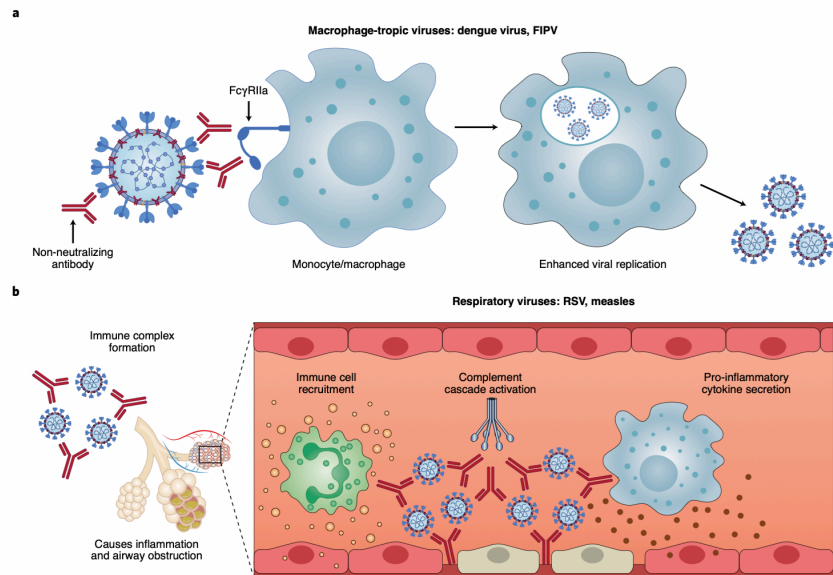 a
Macrophage-tropic viruses: dengue virus, FIPV
FcγRIIa
Non-neutralizing
antibody
Monocyte/macrophage
Enhanced viral replication
b
Respiratory viruses: RSV, measles
Immune complex
formation
Causes inflammation
and airway obstruction
Immune cell
recruitment
Complement
cascade activation
Pro-inflammatory
cytokine secretion